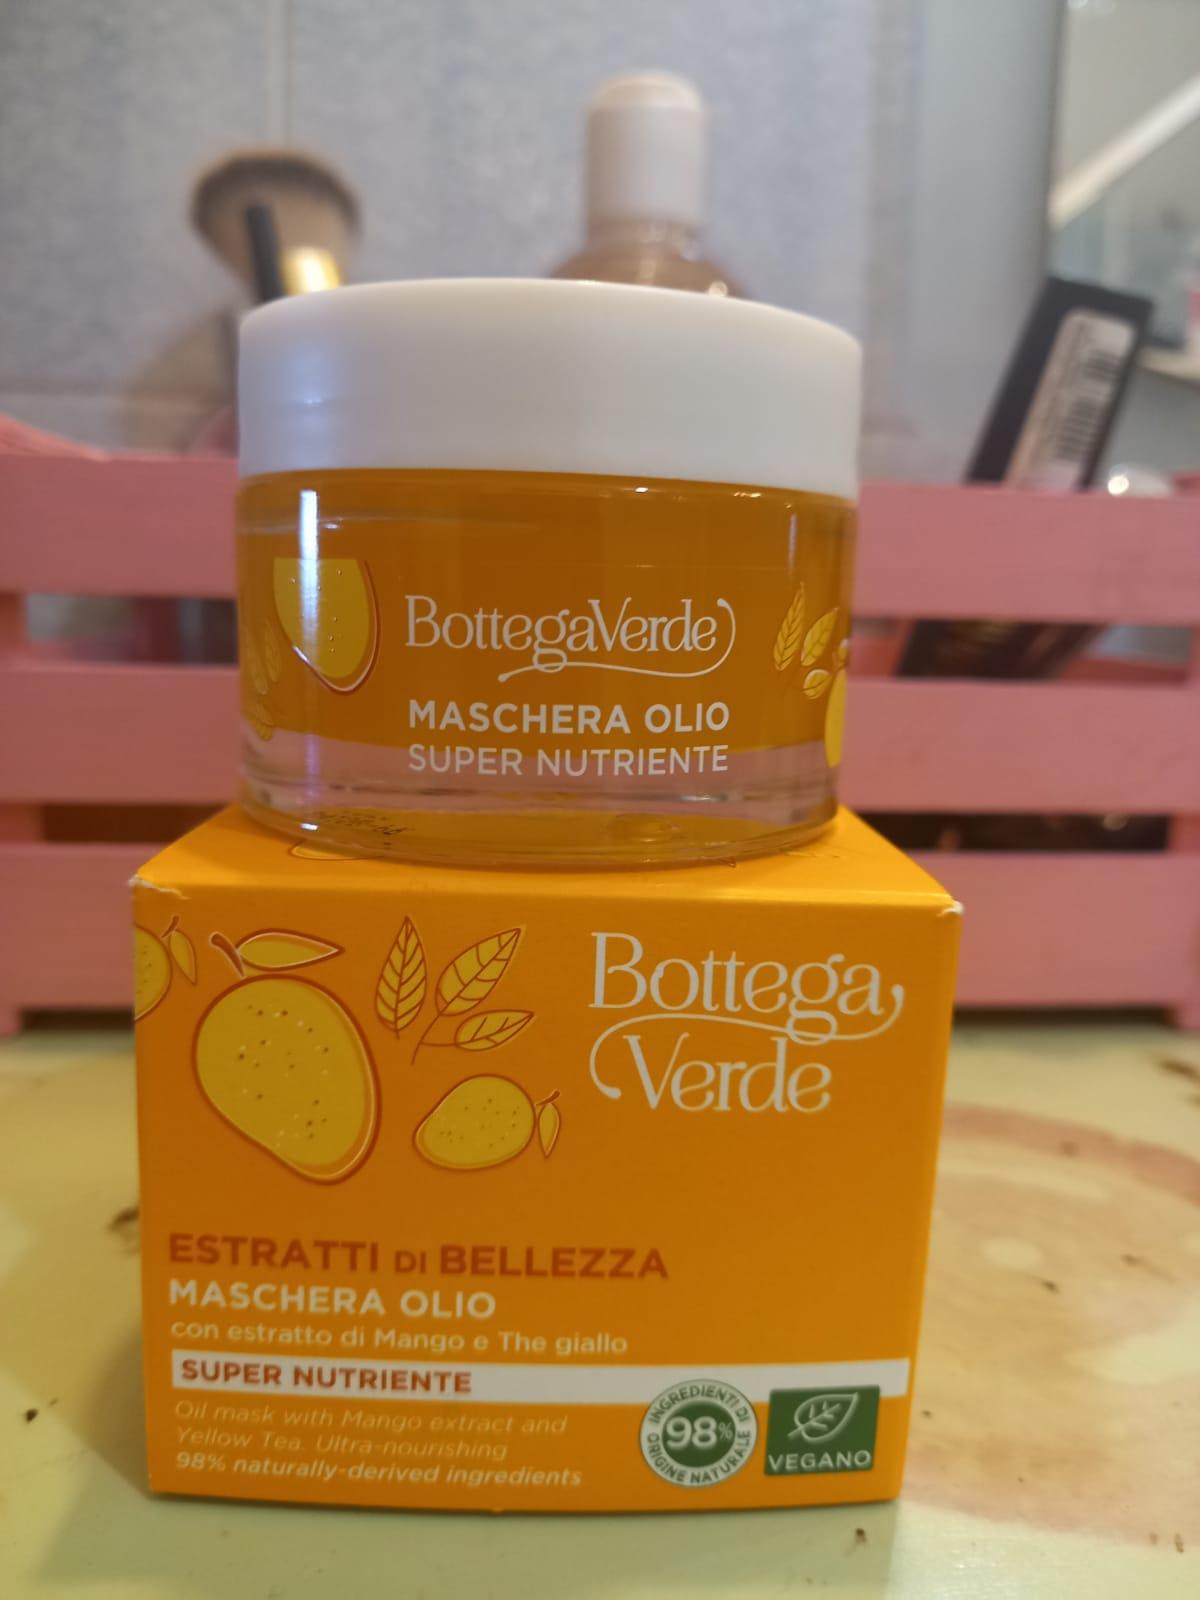 BottegaVerde
MASCHERA OLIO
SUPER NUTRIENTE
Bottega
Verde
ESTRATTI DI BELLEZZA
MASCHERA OLIO
con estratto di Mango e The giallo
SUPER NUTRIENTE
Oil mask with Mango extract and
Yellow Tea. Ultra-nourishing
98% naturally-derived ingredients
INGREDIENTI DI
98%
ORIGINE NATURALE
VEGANO